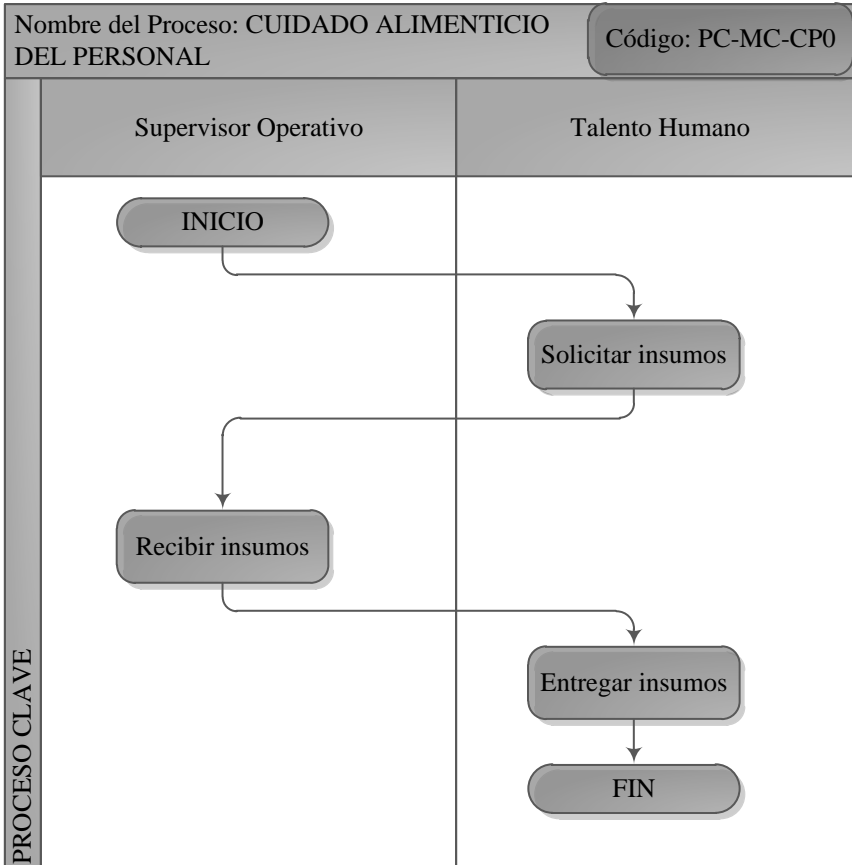 Nombre del Proceso: CUIDADO ALIMENTICIO
DEL PERSONAL
Código: PC-MC-CP0
Supervisor Operativo
Talento Humano
INICIO
Solicitar insumos
Recibir insumos
Entregar insumos
FIN
PROCESO CLAVE